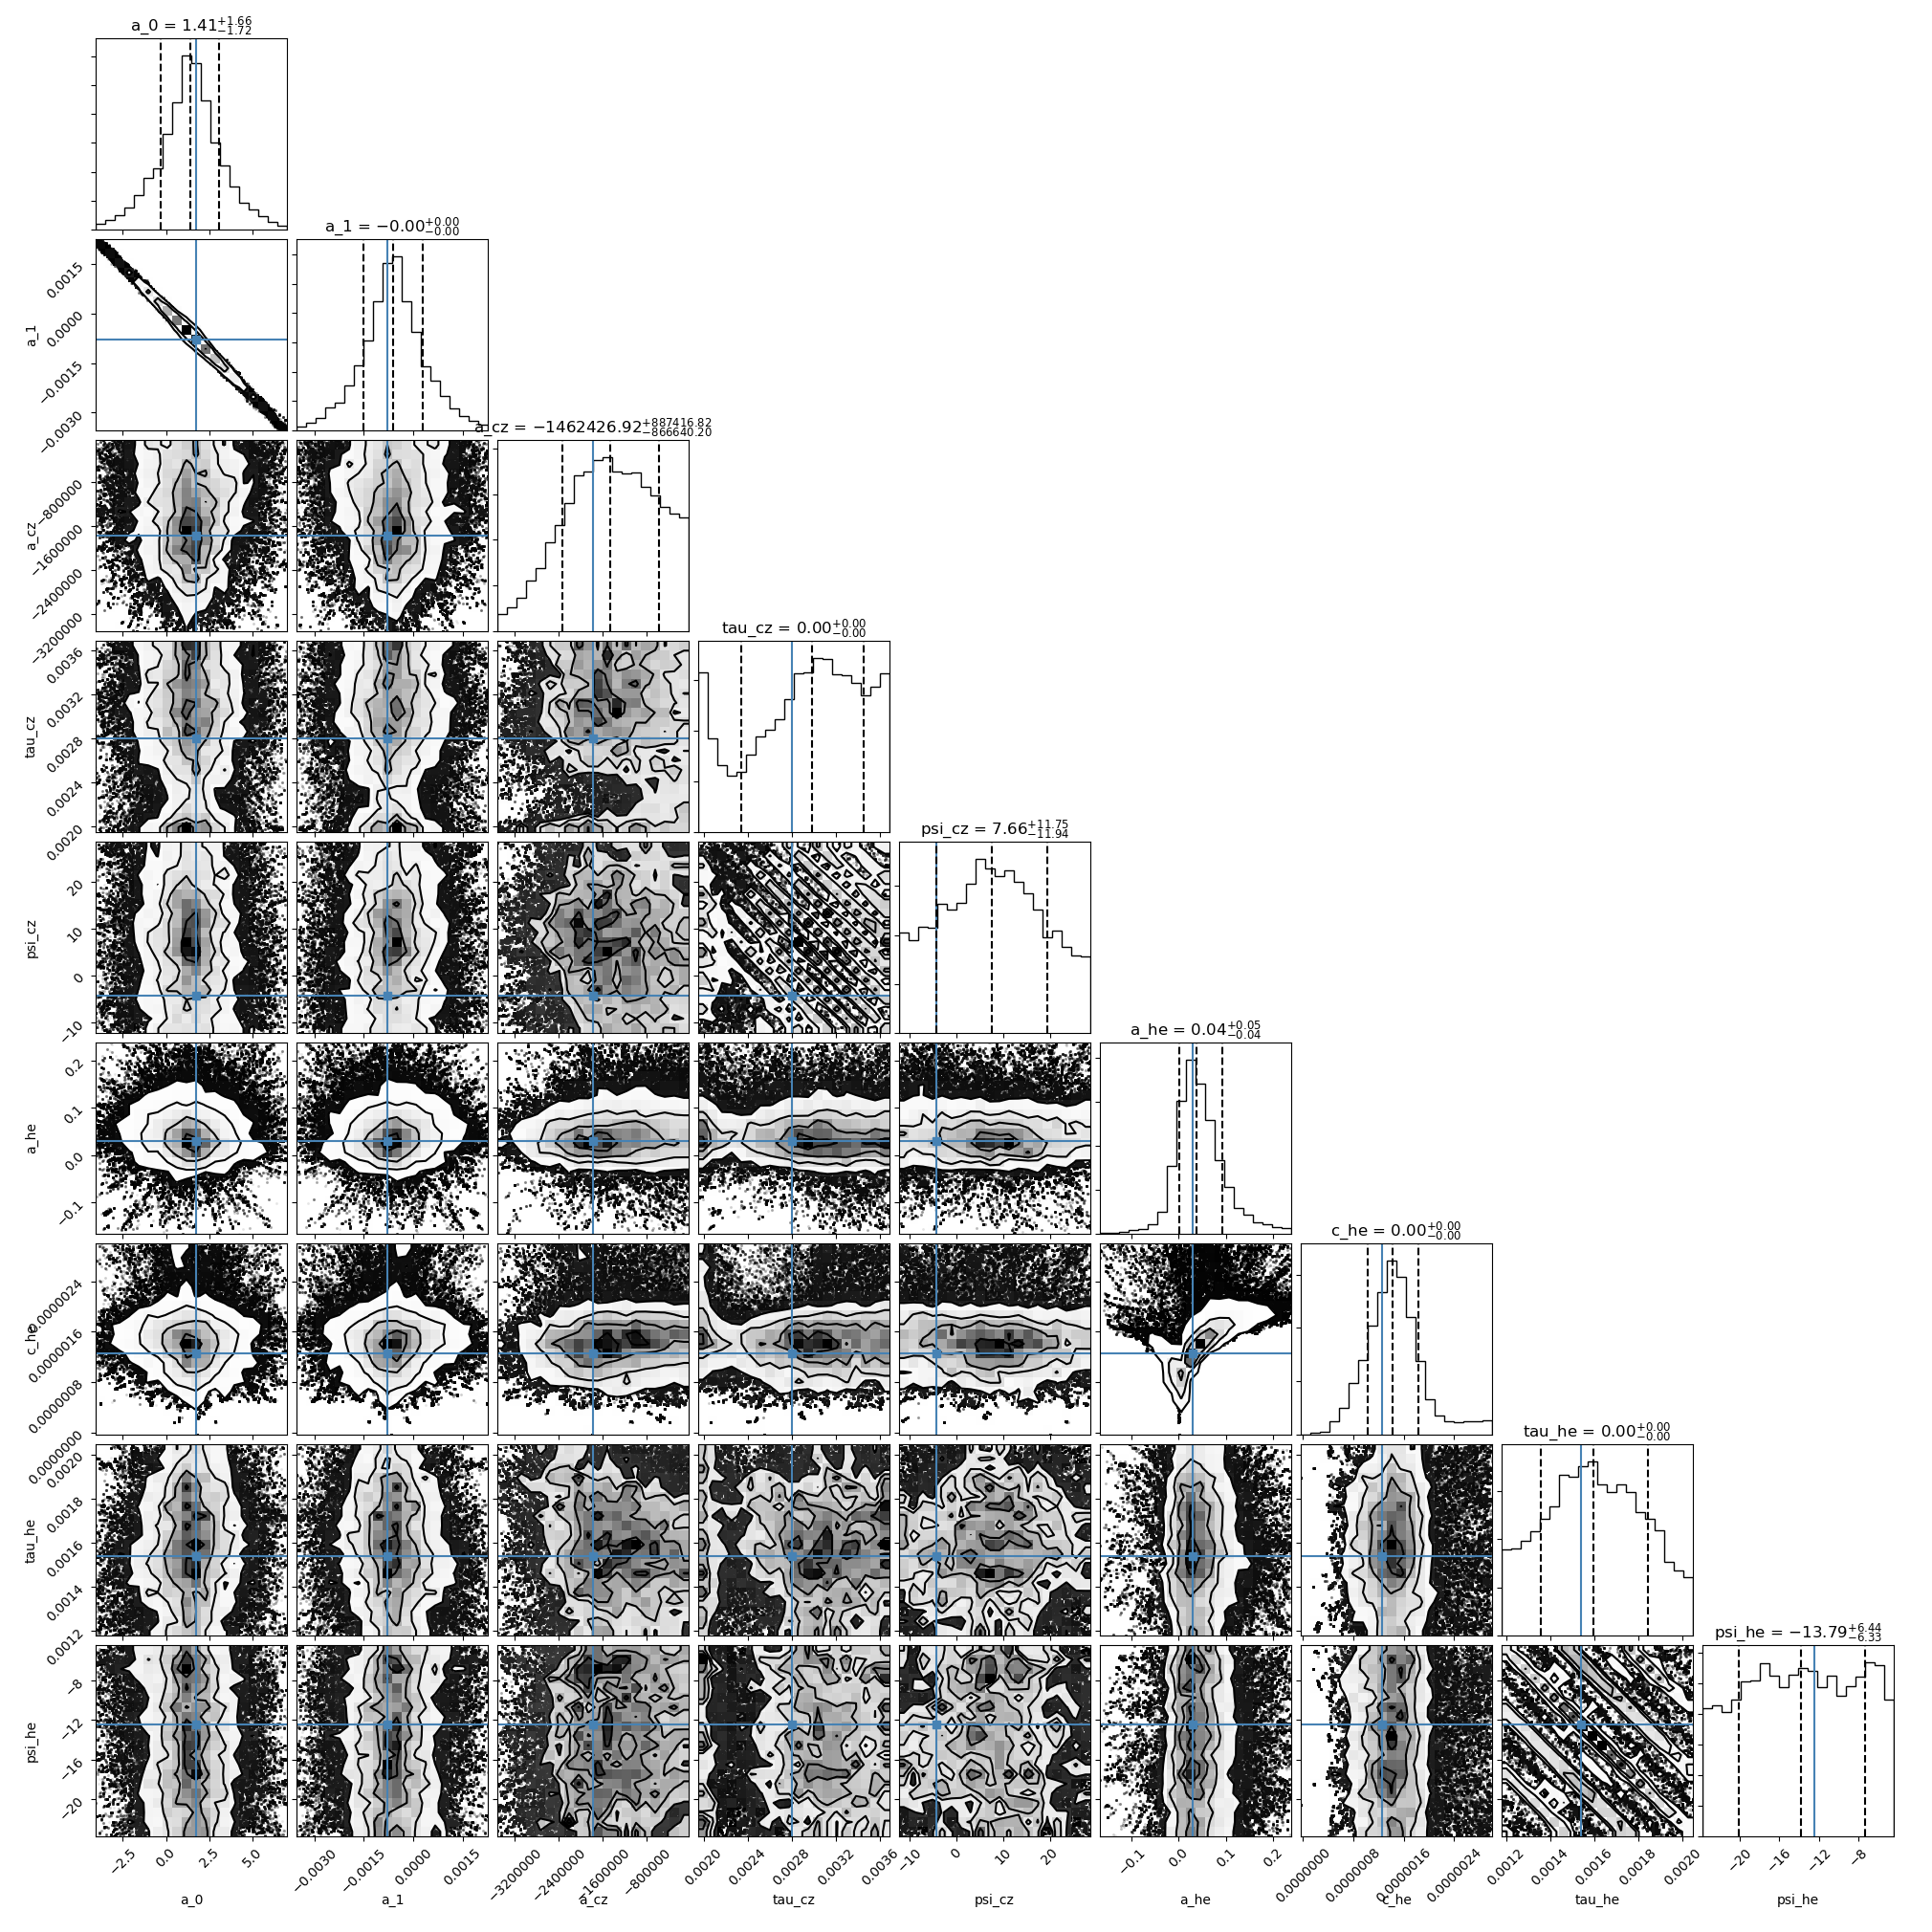 a_0 = 1.41+1.66−1.72
a_1 = −0.00+0.00−0.00
a_1
0.0015
0.0000
−0.0015
−0.0030
a_cz = −1462426.92+887416.82−866640.20
a_cz
−800000
−1600000
−2400000
−3200000
tau_cz = 0.00+0.00−0.00
tau_cz
0.0036
0.0032
0.0028
0.0024
0.0020
psi_cz = 7.66+11.75−11.94
psi_cz
20
10
0
−10
a_he = 0.04+0.05−0.04
a_he
0.2
0.1
0.0
−0.1
c_he = 0.00+0.00−0.00
c_he
0.0000024
0.0000016
0.0000008
0.0000000
tau_he = 0.00+0.00−0.00
tau_he
0.0020
0.0018
0.0016
0.0014
0.0012
psi_he = −13.79+6.44−6.33
psi_he
−8
−12
−16
−20
−2.5 0.0 2.5 5.0
−0.0030 −0.0015 0.0000 0.0015
−3200000 −2400000 −1600000 −800000
0.0020 0.0024 0.0028 0.0032 0.0036
−10 0 10 20
−0.1 0.0 0.1 0.2
0.0000000 0.0000008 0.0000016 0.0000024
0.0012 0.0014 0.0016 0.0018 0.0020
−20 −16 −12 −8
a_0 a_1 a_cz tau_cz psi_cz a_he c_he tau_he psi_he